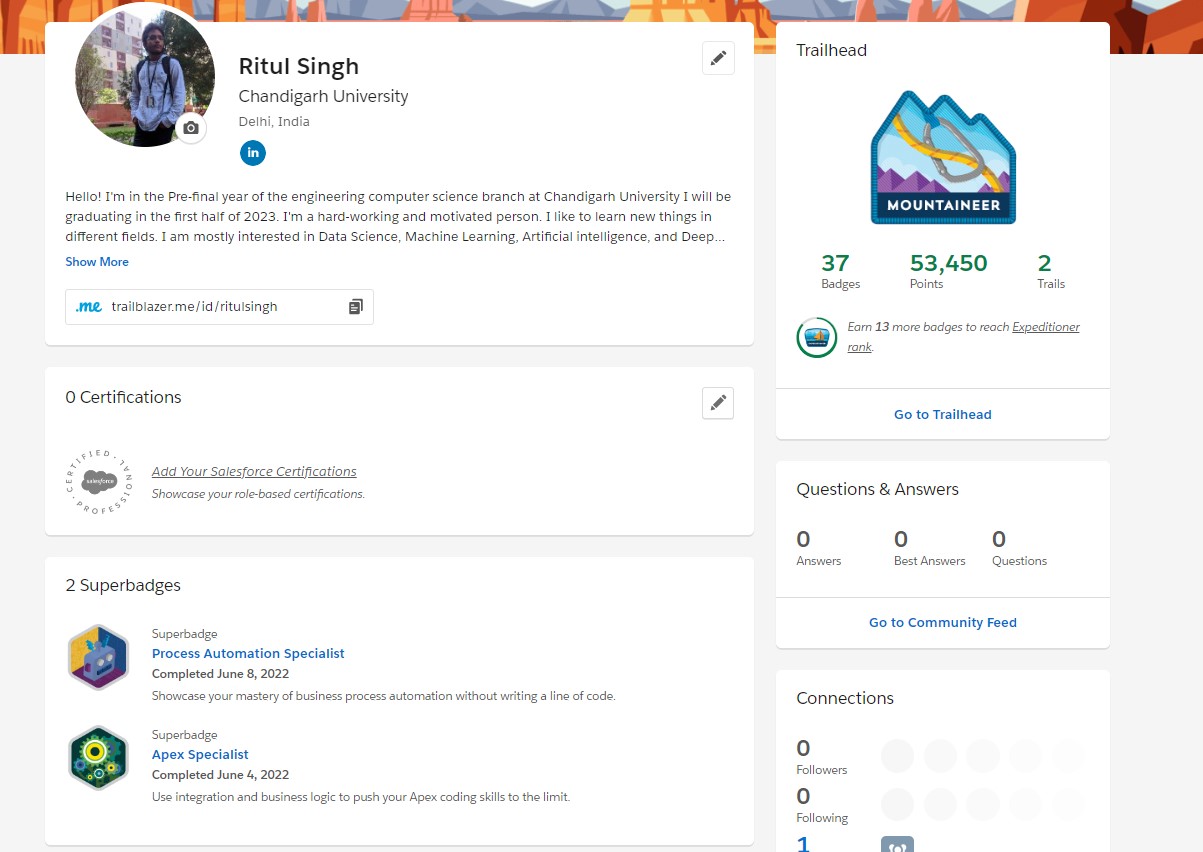 Ritul Singh
Chandigarh University
Delhi, India
in
Hello! I'm in the Pre-final year of the engineering computer science branch at Chandigarh University I will be
graduating in the first half of 2023. I'm a hard-working and motivated person. I like to learn new things in
different fields. I am mostly interested in Data Science, Machine Learning, Artificial intelligence, and Deep...
Show More
.me trailblazer.me/id/ritulsingh
0 Certifications
CERTIFIED · PROFESSIONAL ·
salesforce
Add Your Salesforce Certifications
Showcase your role-based certifications.
2 Superbadges
Superbadge
Process Automation Specialist
Completed June 8, 2022
Showcase your mastery of business process automation without writing a line of code.
Superbadge
Apex Specialist
Completed June 4, 2022
Use integration and business logic to push your Apex coding skills to the limit.
Trailhead
MOUNTAINEER
37 53,450 2
Badges Points Trails
Earn 13 more badges to reach Expeditioner
rank.
Go to Trailhead
Questions & Answers
0 0 0
Answers Best Answers Questions
Go to Community Feed
Connections
0
Followers
0
Following
1